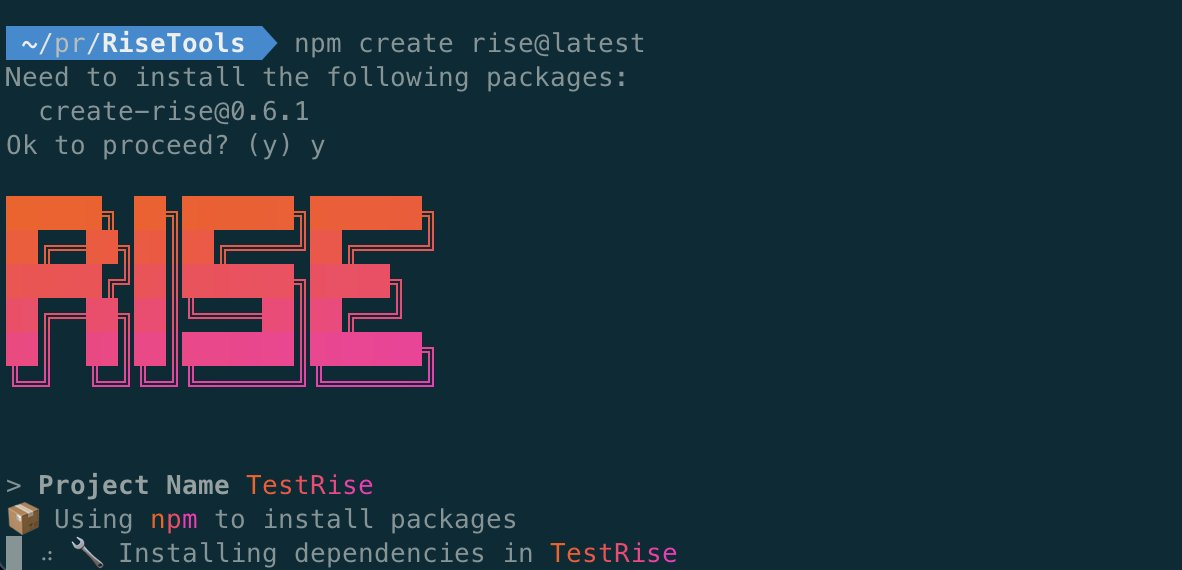 ~/pr/RiseTools npm create rise@latest
Need to install the following packages:
create-rise@0.6.1
Ok to proceed? (y) y
RISE
> Project Name TestRise
📦 Using npm to install packages
⠴ 🔧 Installing dependencies in TestRise